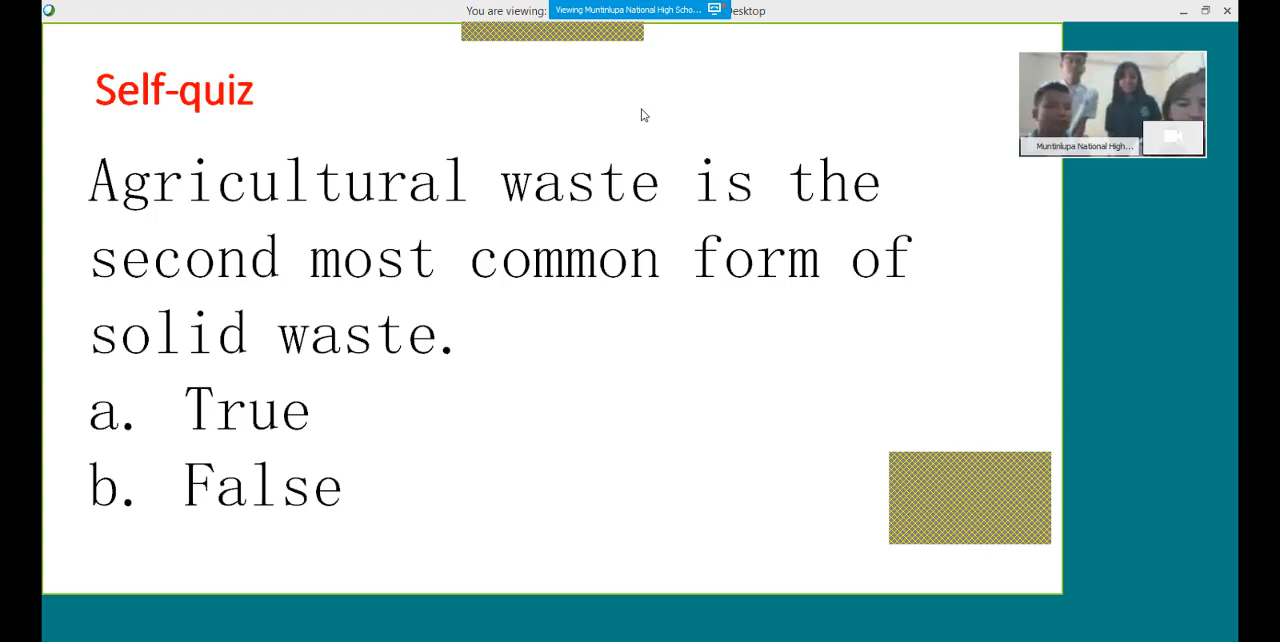 You are viewing:
Viewing Muntinlupa National High Scho...
Desktop
Self-quiz
Muntinlupa National High...
Agricultural waste is the
second most common form of
solid waste.
a. True
b. False